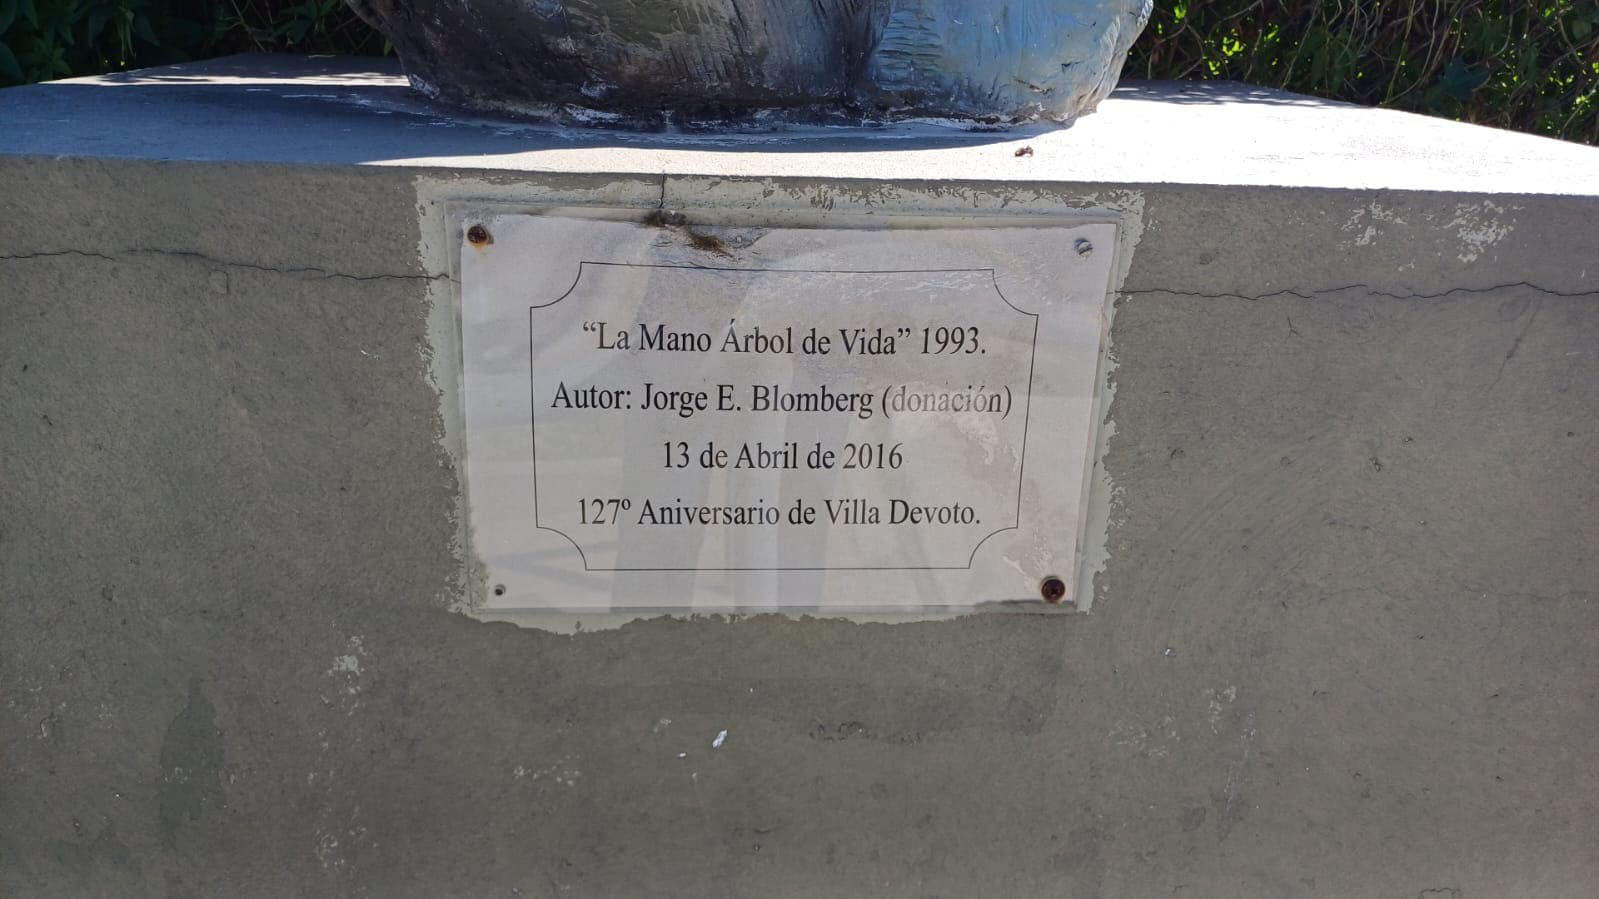 “La Mano Árbol de Vida” 1993.
Autor: Jorge E. Blomberg (donación)
13 de Abril de 2016
127º Aniversario de Villa Devoto.